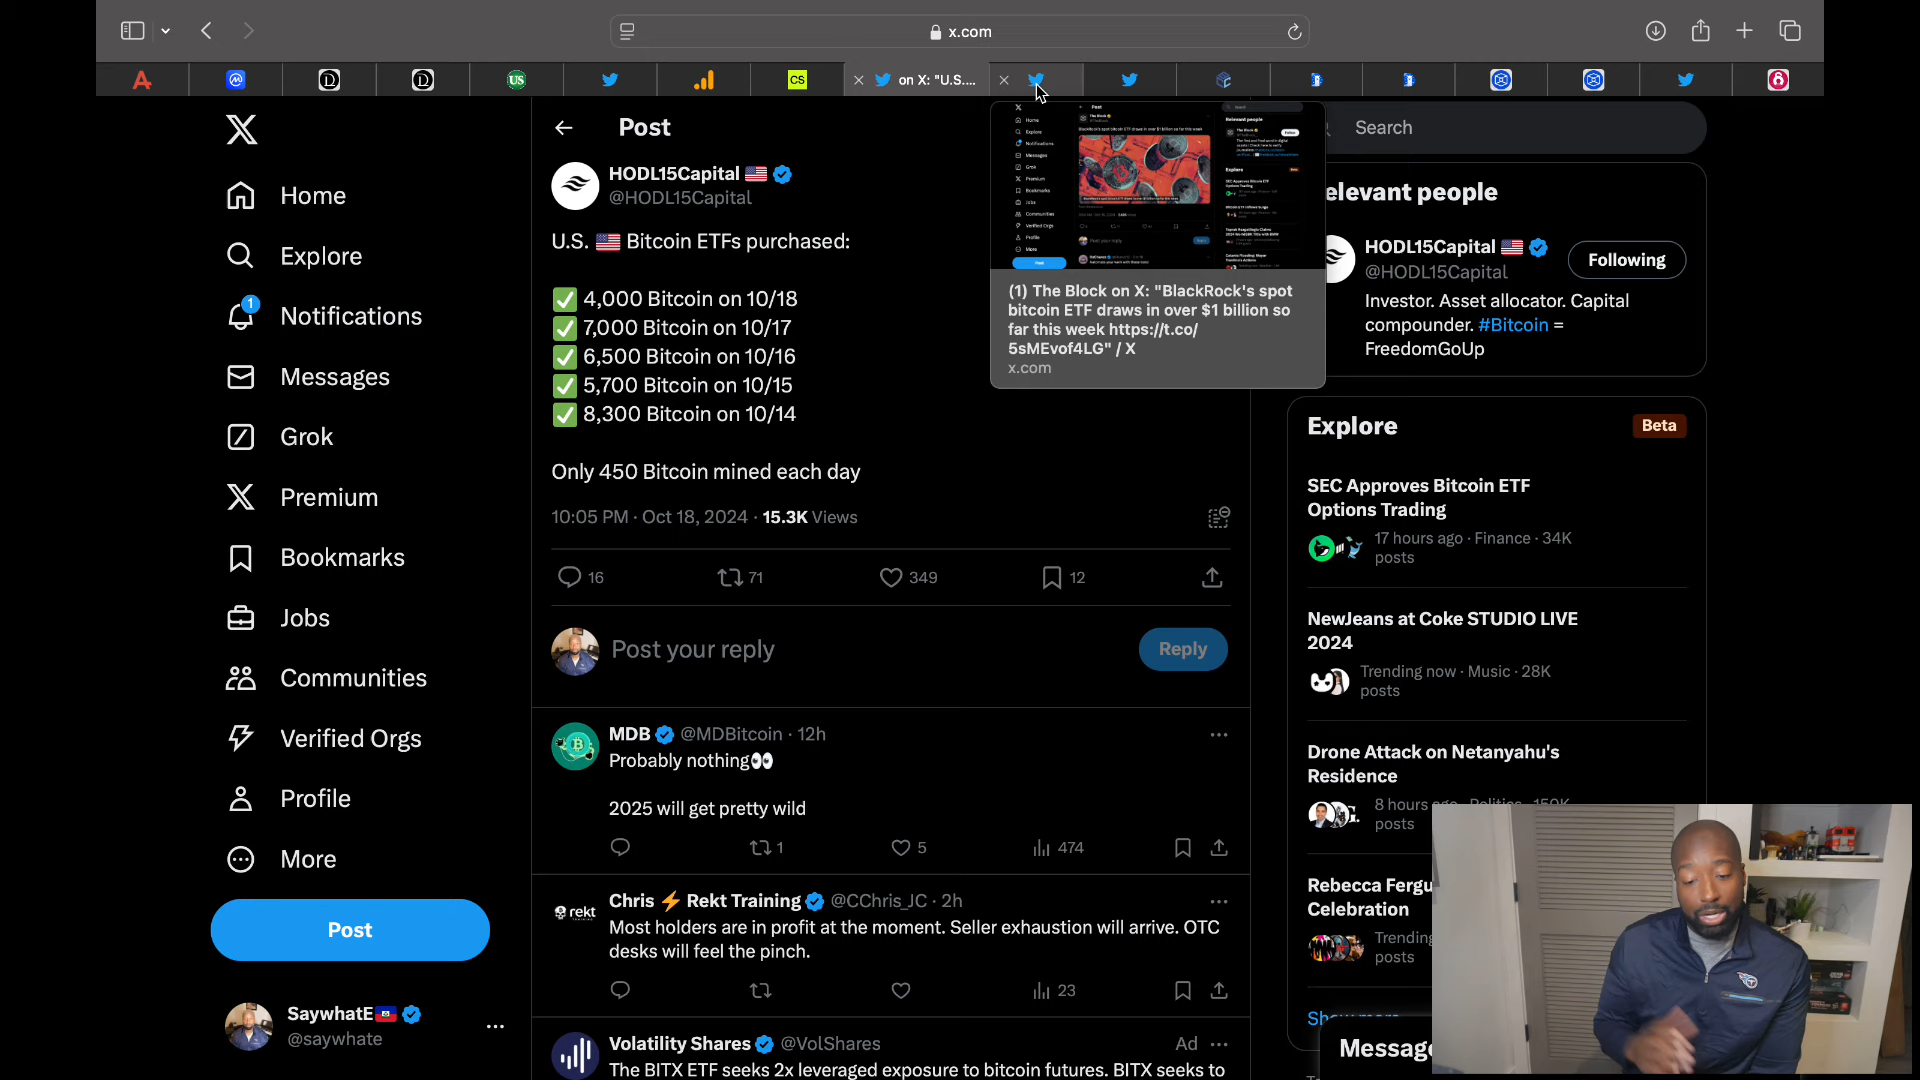 x.com
on X: "U.S....
Post
HODL15Capital
@HODL15Capital
U.S. 🇺🇸 Bitcoin ETFs purchased:
✅ 4,000 Bitcoin on 10/18
✅ 7,000 Bitcoin on 10/17
✅ 6,500 Bitcoin on 10/16
✅ 5,700 Bitcoin on 10/15
✅ 8,300 Bitcoin on 10/14
Only 450 Bitcoin mined each day
10:05 PM · Oct 18, 2024 · 15.3K Views
16 71 349 12
Post your reply
Reply
MDB @MDBitcoin · 12h
Probably nothing👀
2025 will get pretty wild
1 5 474
Chris ⚡ Rekt Training @CChris_JC · 2h
Most holders are in profit at the moment. Seller exhaustion will arrive. OTC
desks will feel the pinch.
23
Volatility Shares @VolShares Ad
The BITX ETF seeks 2x leveraged exposure to bitcoin futures. BITX seeks to
Home
Explore
1
Notifications
Messages
Grok
Premium
Bookmarks
Jobs
Communities
Verified Orgs
Profile
More
Post
SaywhatE
@saywhate
(1) The Block on X: "BlackRock's spot
bitcoin ETF draws in over $1 billion so
far this week https://t.co/
5sMEvof4LG" / X
x.com
Search
elevant people
HODL15Capital
@HODL15Capital
Following
Investor. Asset allocator. Capital
compounder. #Bitcoin =
FreedomGoUp
Explore
Beta
SEC Approves Bitcoin ETF
Options Trading
17 hours ago · Finance · 34K
posts
NewJeans at Coke STUDIO LIVE
2024
Trending now · Music · 28K
posts
Drone Attack on Netanyahu's
Residence
8 hours ago · Politics · 150K
posts
Rebecca Fergu
Celebration
Trending
posts
Show more
Message
CS
US
rekt